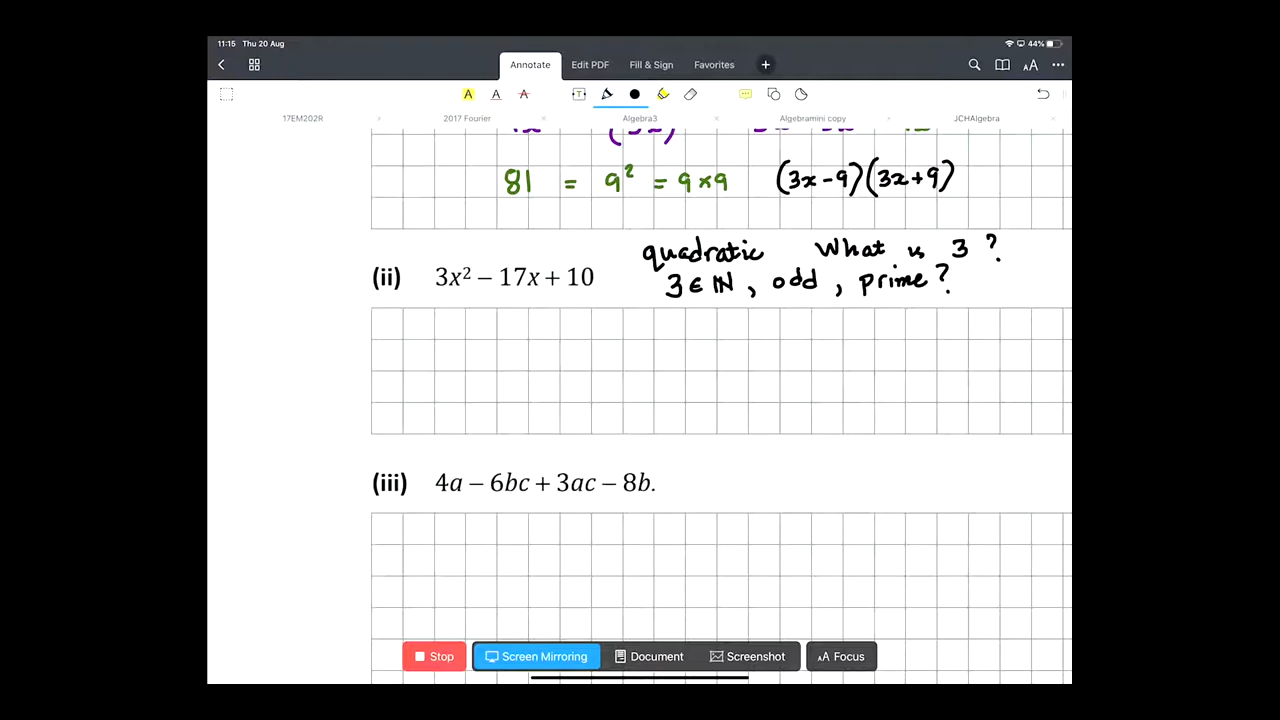 11:15 Thu 20 Aug 44%
Annotate Edit PDF Fill & Sign Favorites
17EM202R 2017 Fourier Algebra3 Algebramini copy JCHAlgebra
81 = 9² = 9×9 (3x-9)(3x+9)
quadratic What is 3 ?
(ii) 3x² − 17x + 10 3 ∈ ℕ , odd , prime?
(iii) 4a − 6bc + 3ac − 8b.
Stop Screen Mirroring Document Screenshot AA Focus